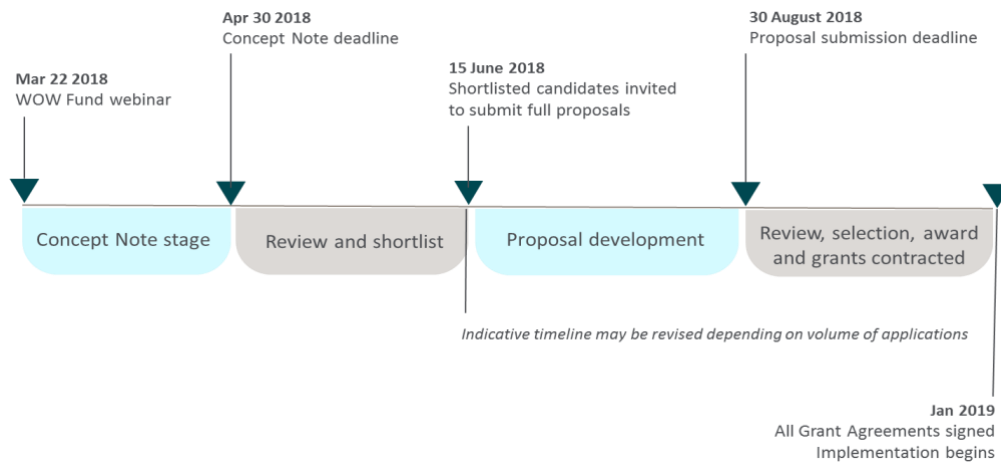 Mar 22 2018
WOW Fund webinar
Apr 30 2018
Concept Note deadline
15 June 2018
Shortlisted candidates invited
to submit full proposals
30 August 2018
Proposal submission deadline
Concept Note stage
Review and shortlist
Proposal development
Review, selection, award
and grants contracted
Indicative timeline may be revised depending on volume of applications
Jan 2019
All Grant Agreements signed
Implementation begins